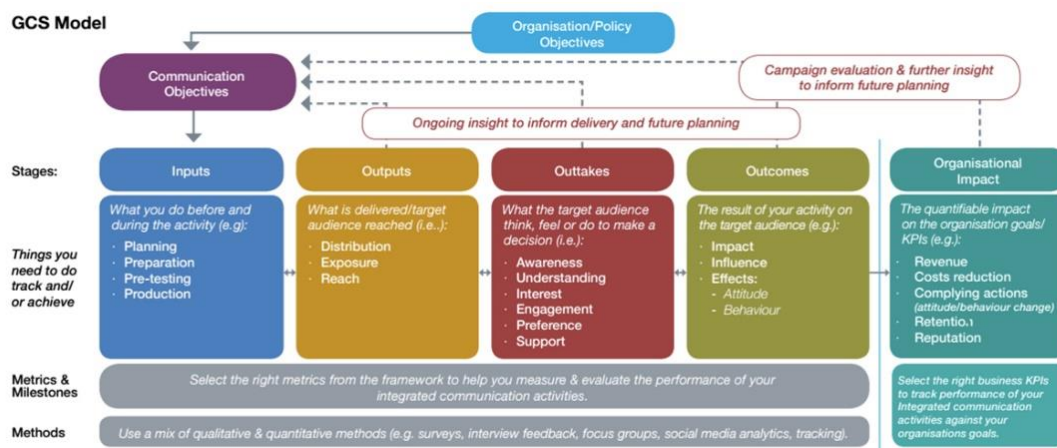 GCS Model
Organisation/Policy
Objectives
Communication
Objectives
Campaign evaluation & further insight
to inform future planning
Ongoing insight to inform delivery and future planning
Stages:
Inputs
Outputs
Outtakes
Outcomes
Organisational
Impact
Things you
need to do
track and/
or achieve
What you do before and
during the activity (e.g):
· Planning
· Preparation
· Pre-testing
· Production
What is delivered/target
audience reached (i.e..):
· Distribution
· Exposure
· Reach
What the target audience
think, feel or do to make a
decision (i.e.):
· Awareness
· Understanding
· Interest
· Engagement
· Preference
· Support
The result of your activity on
the target audience (e.g.):
· Impact
· Influence
· Effects:
- Attitude
- Behaviour
The quantifiable impact
on the organisation goals/
KPIs (e.g.):
· Revenue
· Costs reduction
· Complying actions
(attitude/behaviour change)
· Retention
· Reputation
Metrics &
Milestones
Select the right metrics from the framework to help you measure & evaluate the performance of your
integrated communication activities.
Select the right business KPIs
to track performance of your
Integrated communication
activities against your
organisations goals.
Methods
Use a mix of qualitative & quantitative methods (e.g. surveys, interview feedback, focus groups, social media analytics, tracking).